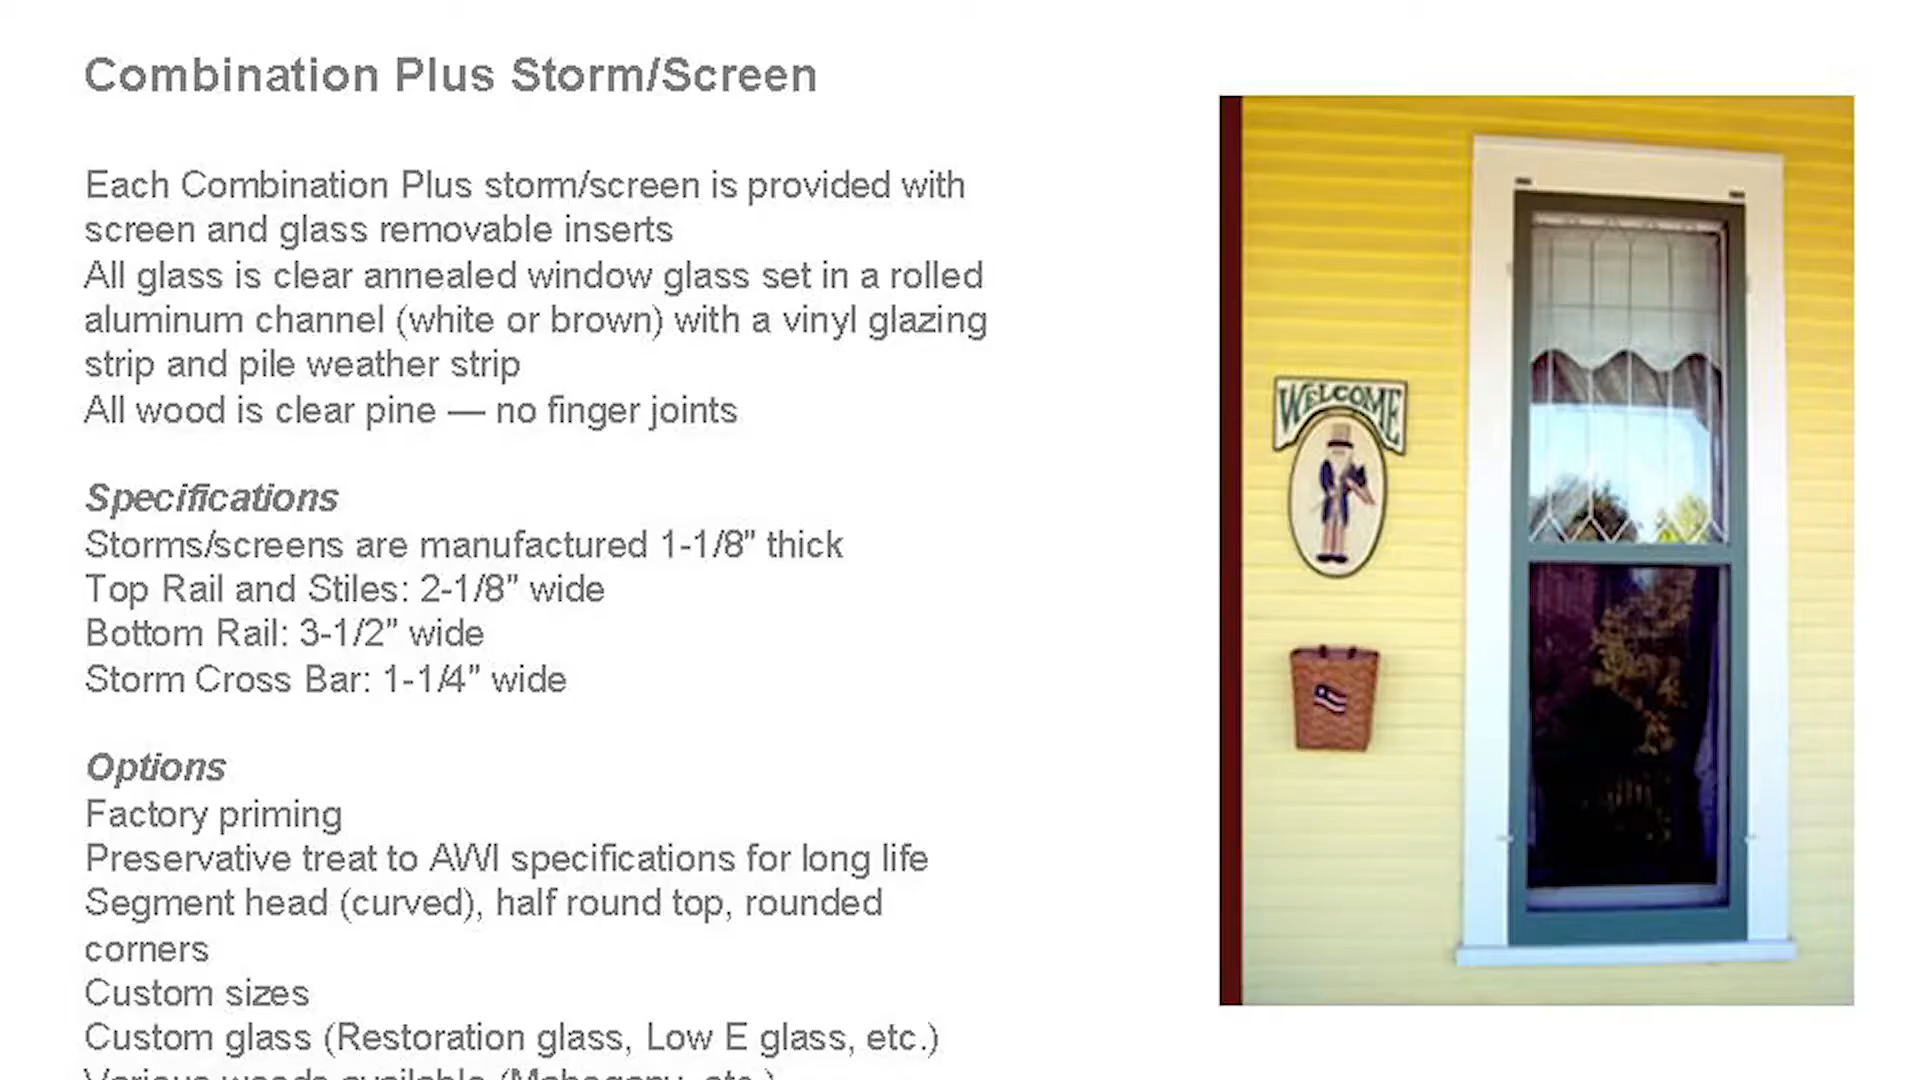 Combination Plus Storm/Screen
Each Combination Plus storm/screen is provided with
screen and glass removable inserts
All glass is clear annealed window glass set in a rolled
aluminum channel (white or brown) with a vinyl glazing
strip and pile weather strip
All wood is clear pine — no finger joints
Specifications
Storms/screens are manufactured 1-1/8" thick
Top Rail and Stiles: 2-1/8" wide
Bottom Rail: 3-1/2" wide
Storm Cross Bar: 1-1/4" wide
Options
Factory priming
Preservative treat to AWI specifications for long life
Segment head (curved), half round top, rounded
corners
Custom sizes
Custom glass (Restoration glass, Low E glass, etc.)
Various woods available (Mahogany, etc.)
WELCOME